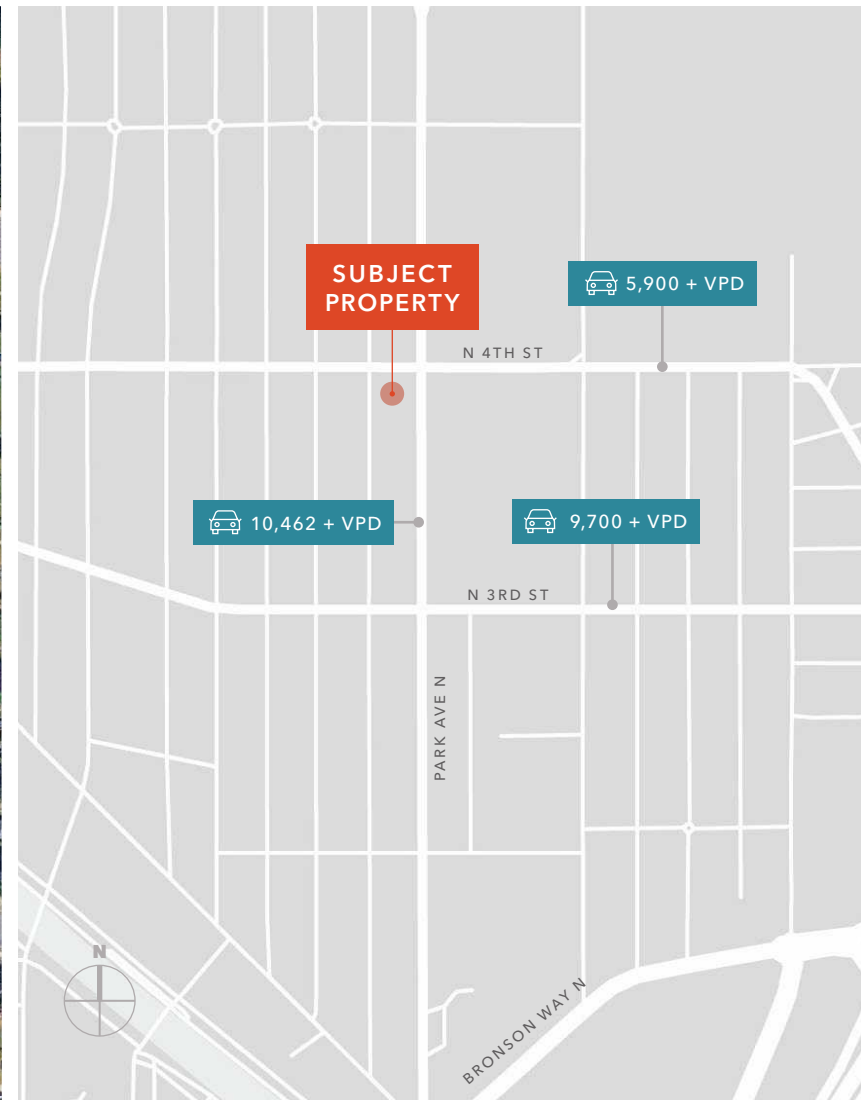 SUBJECT
PROPERTY
5,900 + VPD
N 4TH ST
10,462 + VPD
9,700 + VPD
N 3RD ST
PARK AVE N
N
BRONSON WAY N